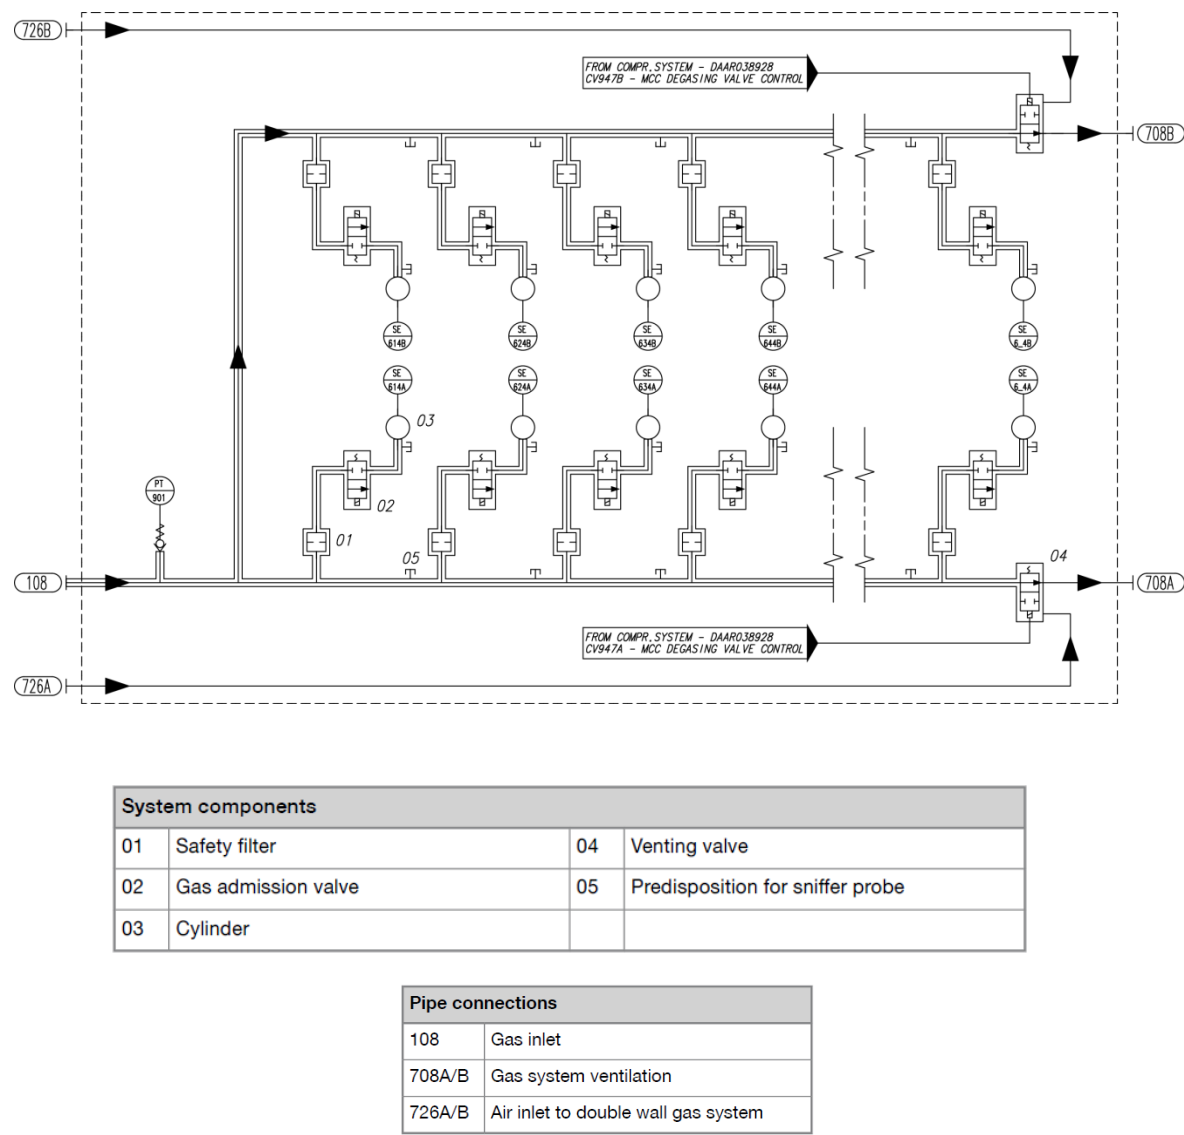 726B
FROM COMPR.SYSTEM - DAAR038928
CV947B - MCC DEGASING VALVE CONTROL
708B
SE 614B
SE 624B
SE 634B
SE 644B
SE 6_4B
SE 614A
SE 624A
SE 634A
SE 644A
SE 6_4A
03
PT 901
02
01
05
04
108
708A
FROM COMPR.SYSTEM - DAAR038928
CV947A - MCC DEGASING VALVE CONTROL
726A
System components
01 Safety filter 04 Venting valve
02 Gas admission valve 05 Predisposition for sniffer probe
03 Cylinder
Pipe connections
108 Gas inlet
708A/B Gas system ventilation
726A/B Air inlet to double wall gas system